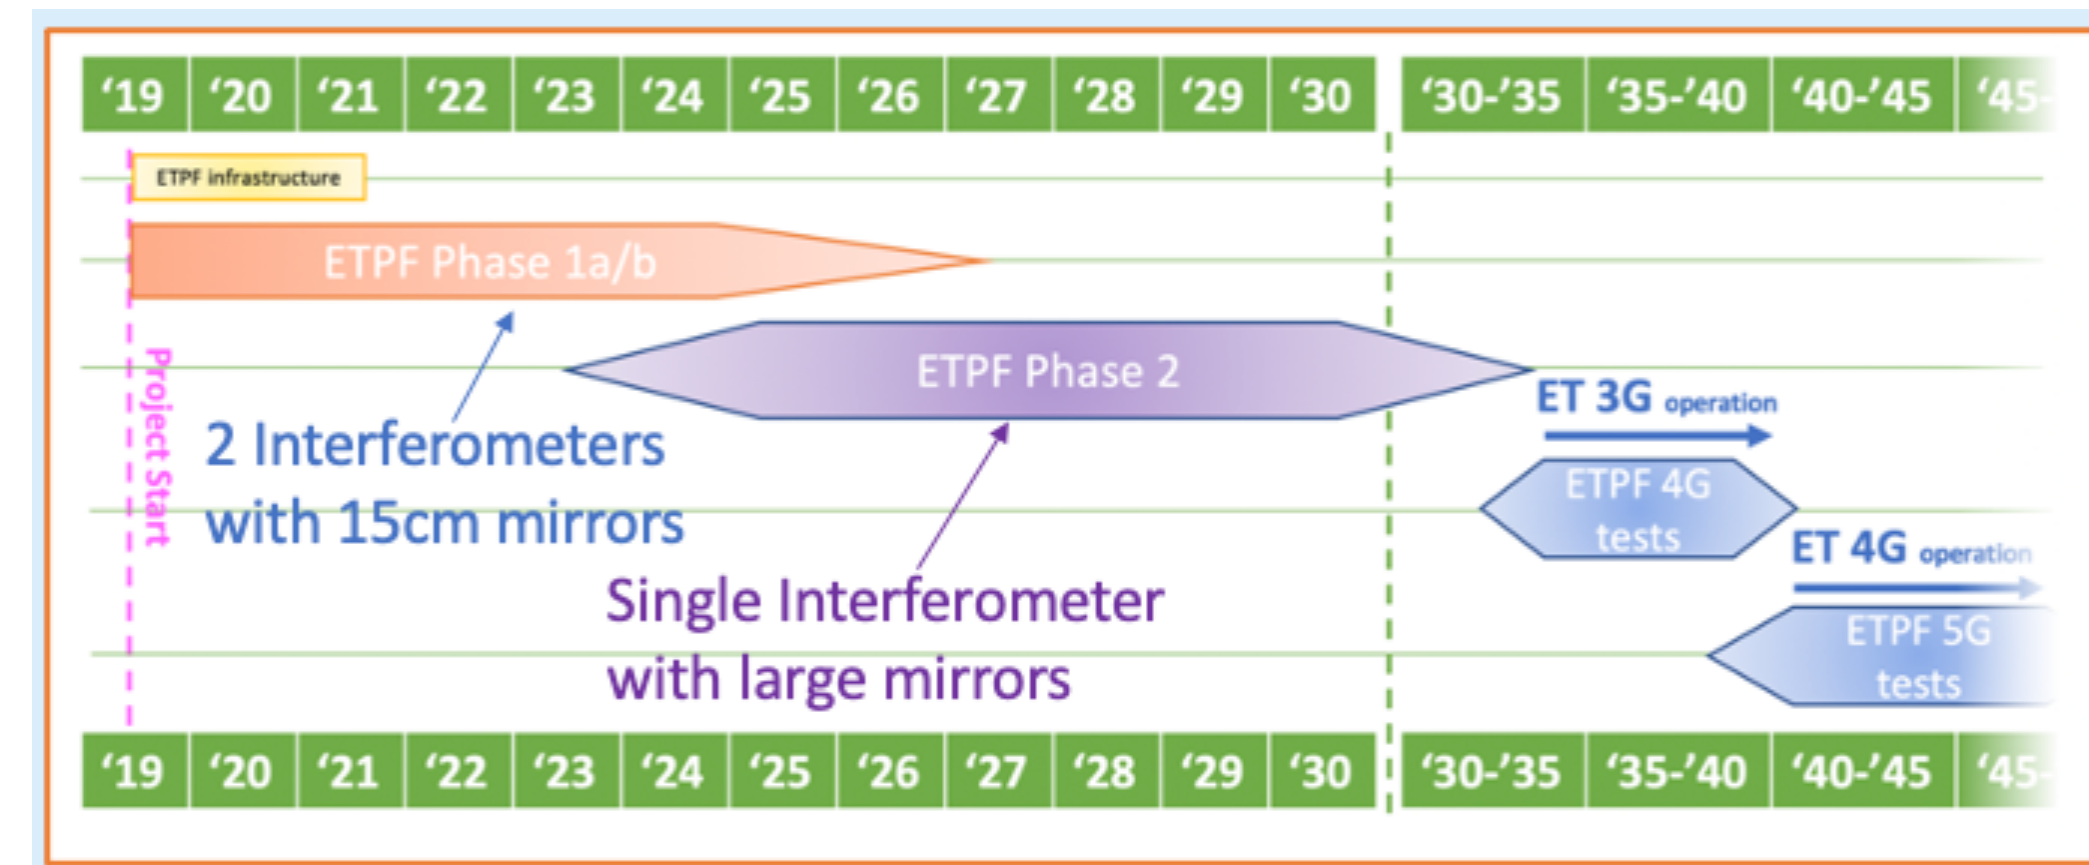 ‘19 ‘20 ‘21 ‘22 ‘23 ‘24 ‘25 ‘26 ‘27 ‘28 ‘29 ‘30 ‘30-’35 ‘35-’40 ‘40-’45 ‘45-
ETPF infrastructure
ETPF Phase 1a/b
Project Start
ETPF Phase 2
2 Interferometers
with 15cm mirrors
ET 3G operation
ETPF 4G
tests
Single Interferometer
with large mirrors
ET 4G operation
ETPF 5G
tests
‘19 ‘20 ‘21 ‘22 ‘23 ‘24 ‘25 ‘26 ‘27 ‘28 ‘29 ‘30 ‘30-’35 ‘35-’40 ‘40-’45 ‘45-